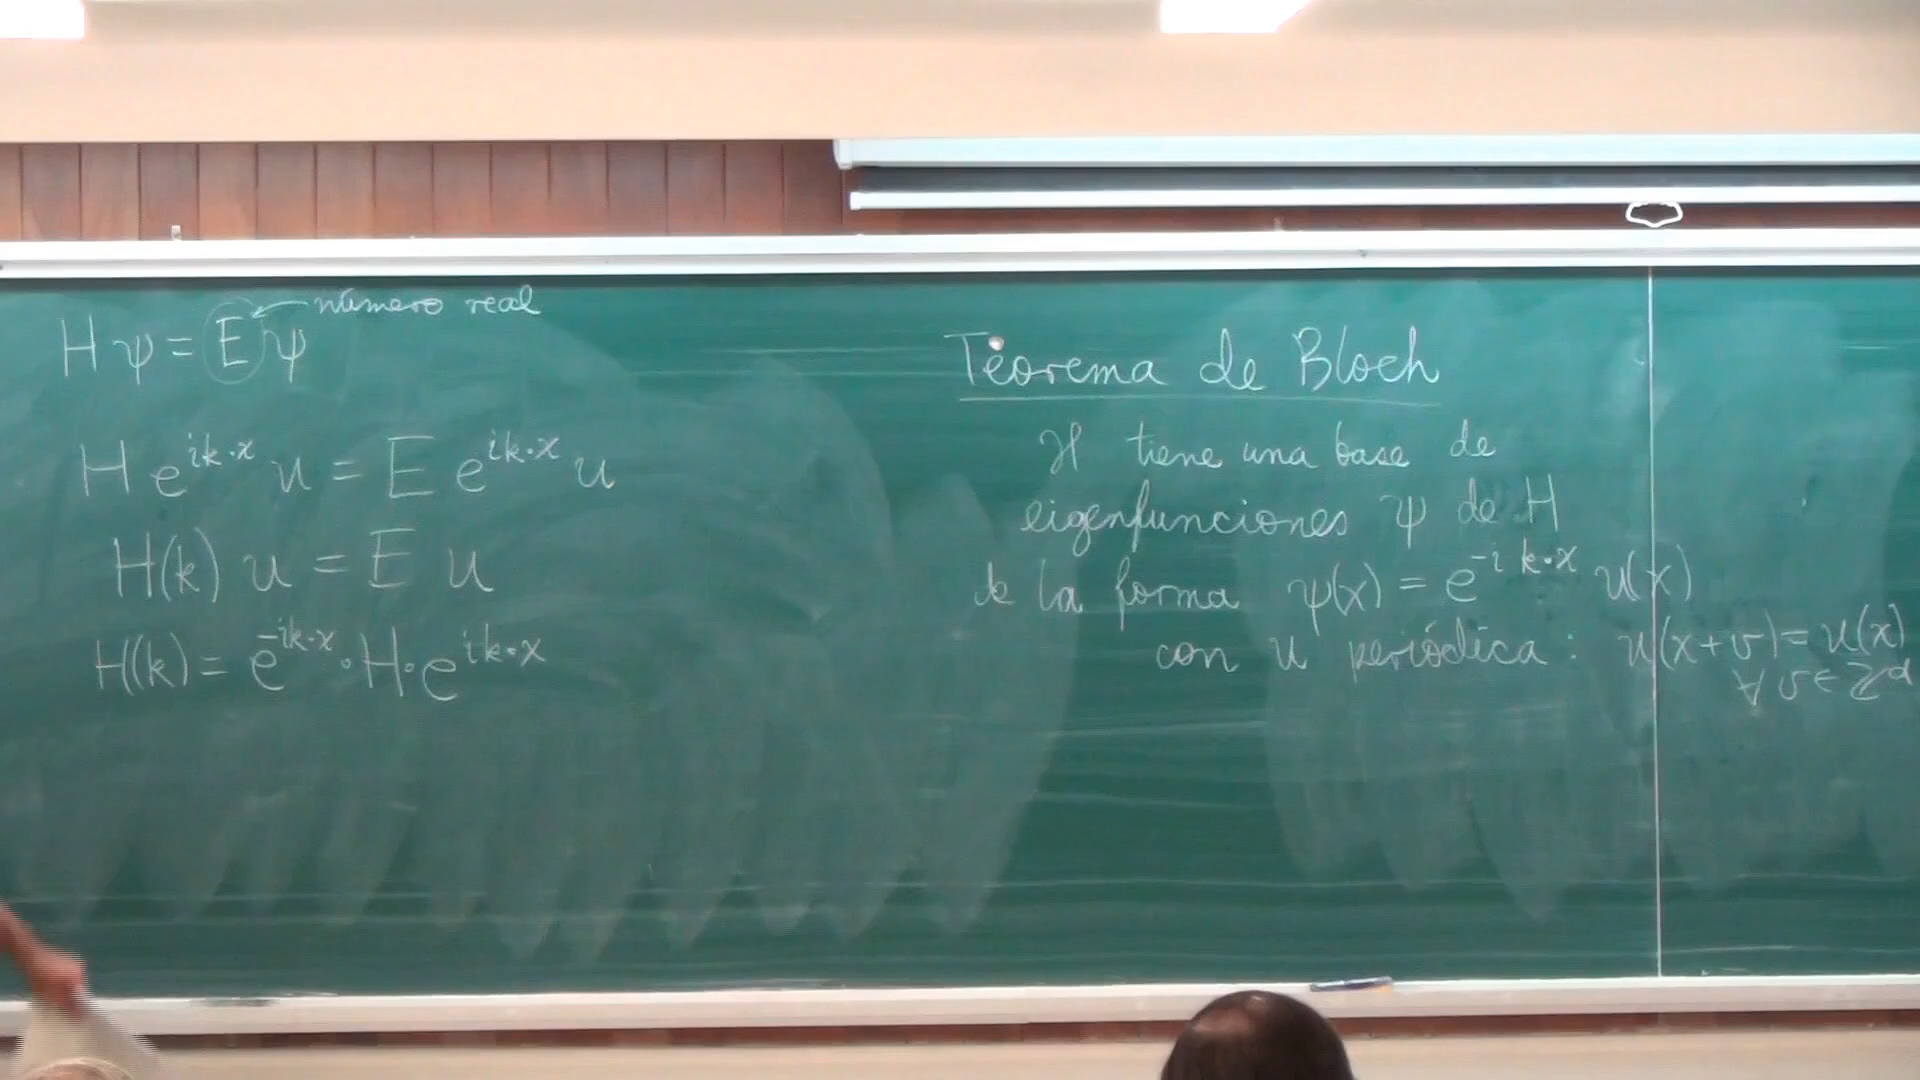 número real
Hψ = E ψ
H e^{ik·x} u = E e^{ik·x} u
H(k) u = E u
H(k) = e^{-ik·x} ∘ H ∘ e^{ik·x}
Teorema de Bloch
ℋ tiene una base de
eigenfunciones ψ de H
de la forma ψ(x) = e^{-i k·x} u(x)
con u periódica : u(x+v) = u(x)
∀ v ∈ ℤ^d